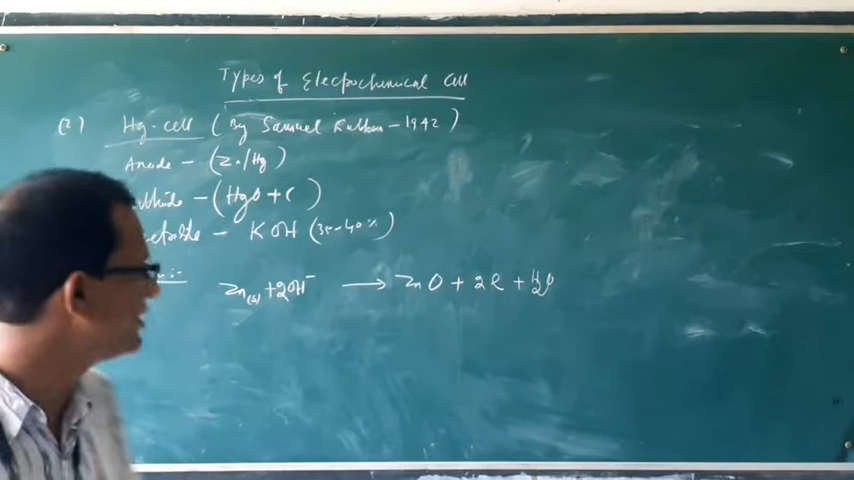 Types of Electrochemical Cell
(2) Hg-cell (By Samuel Ruben - 1942)
Anode - (Zn/Hg)
thode - (HgO + C)
- KOH (35-40%)
Zn(s) + 2OH⁻ → ZnO + 2e + H2O